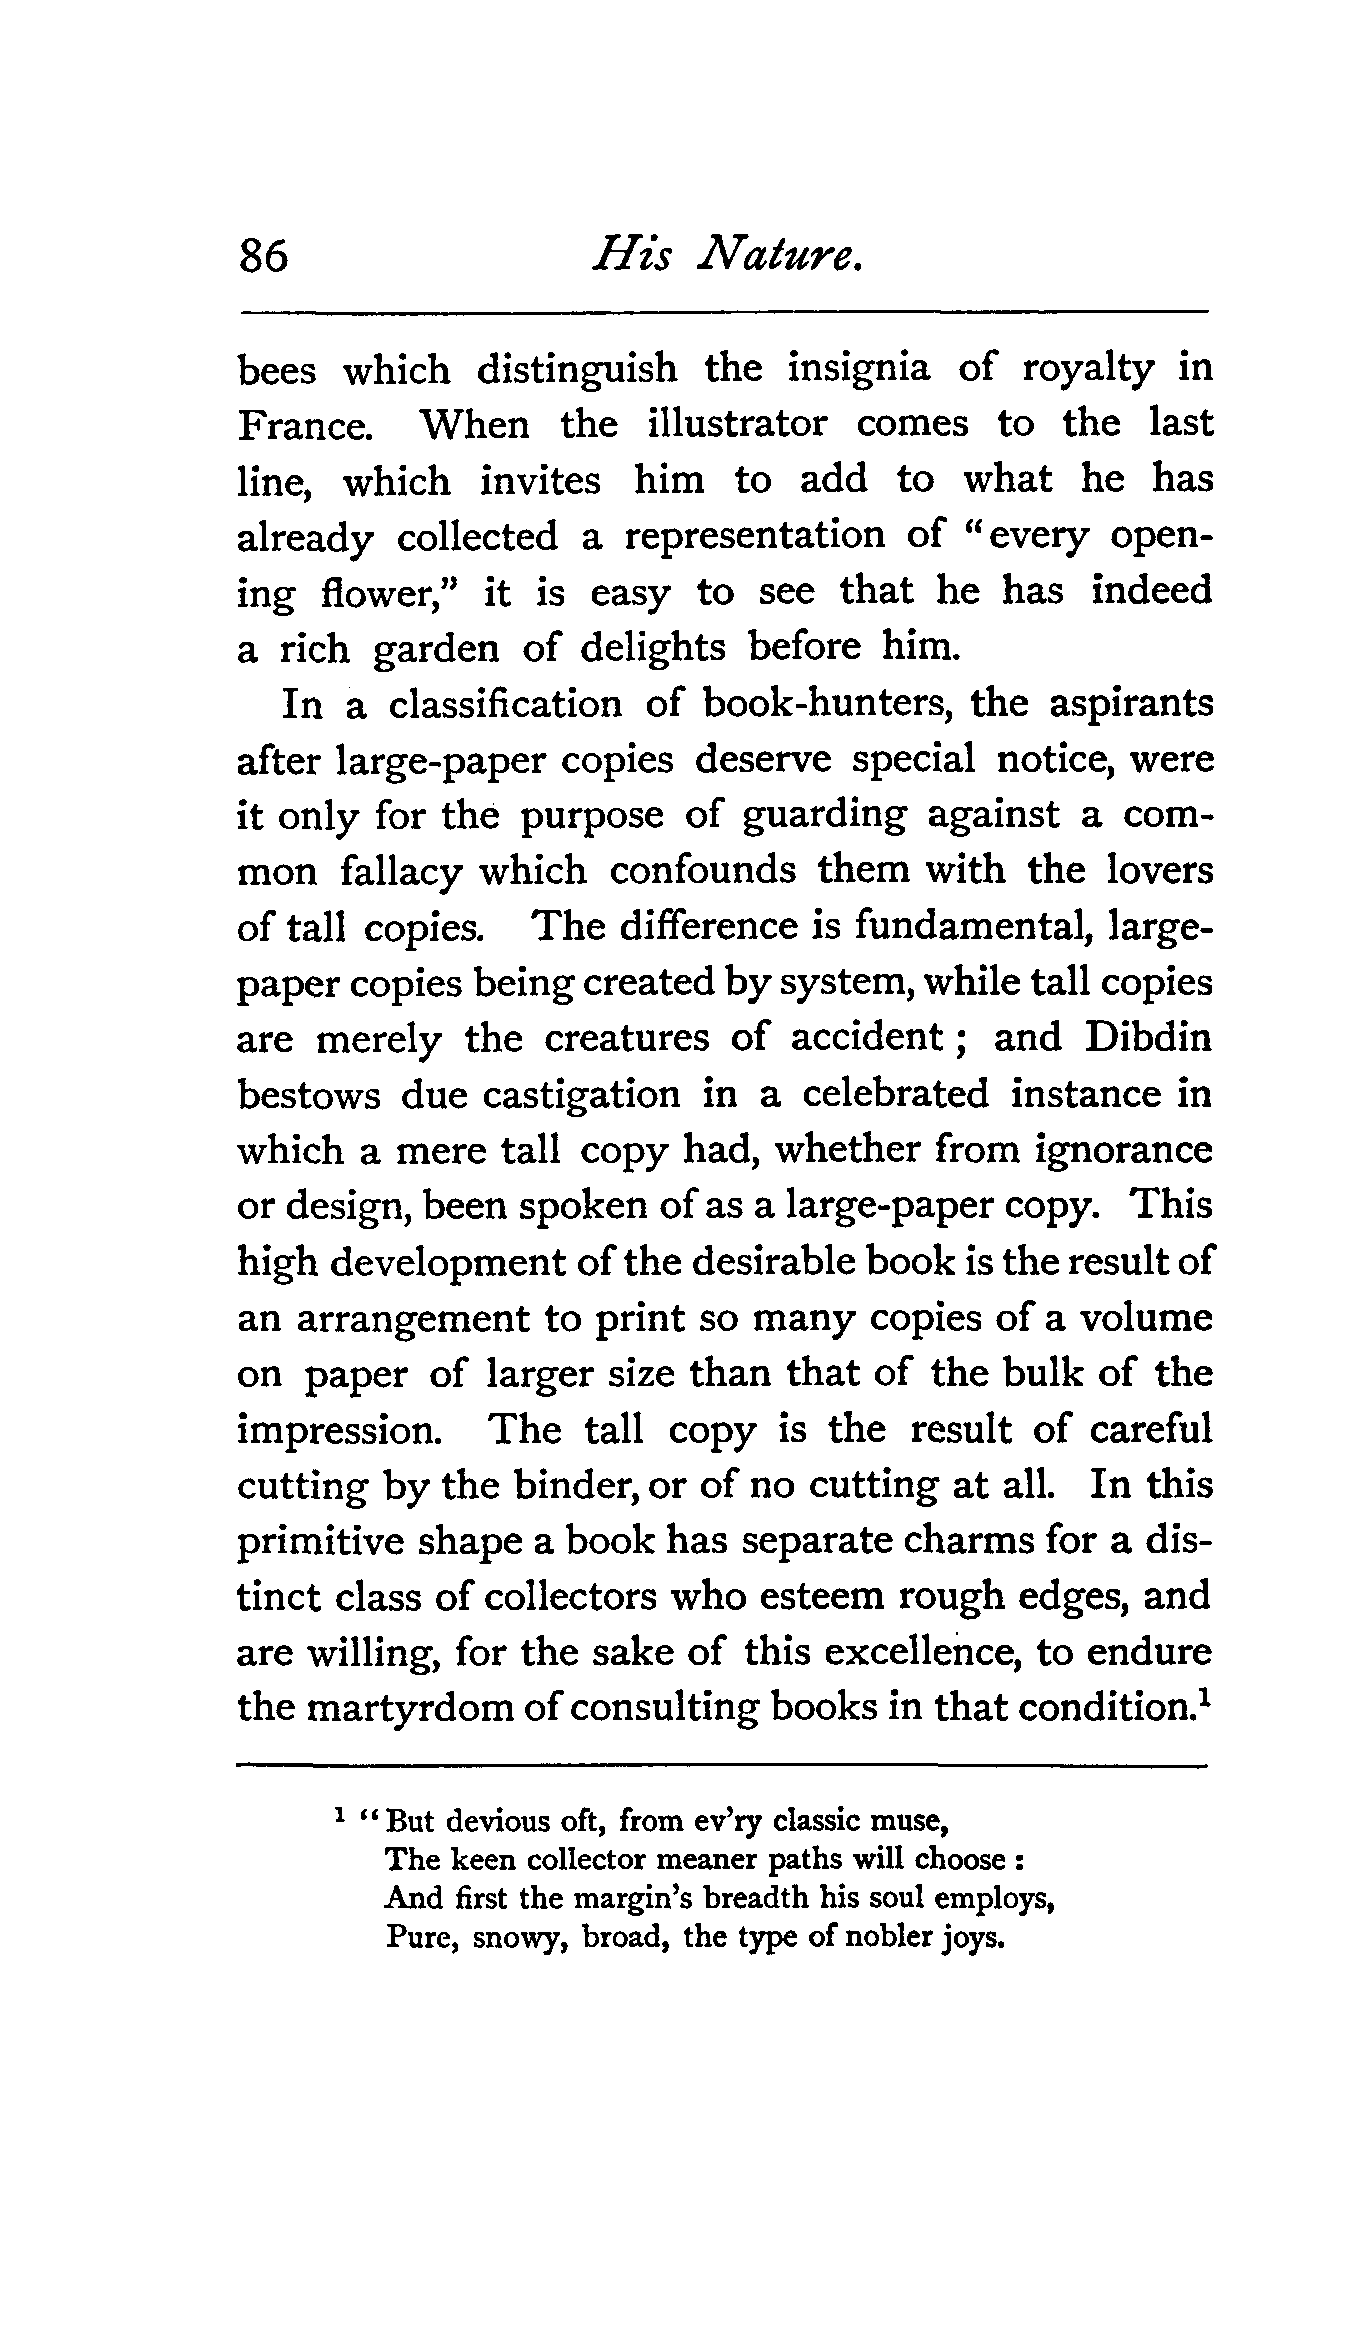 86 His Nature.
bees which distinguish the insignia of royalty in
France. When the illustrator comes to the last
line, which invites him to add to what he has
already collected a representation of "every open-
ing flower," it is easy to see that he has indeed
a rich garden of delights before him.
In a classification of book-hunters, the aspirants
after large-paper copies deserve special notice, were
it only for the purpose of guarding against a com-
mon fallacy which confounds them with the lovers
of tall copies. The difference is fundamental, large-
paper copies being created by system, while tall copies
are merely the creatures of accident; and Dibdin
bestows due castigation in a celebrated instance in
which a mere tall copy had, whether from ignorance
or design, been spoken of as a large-paper copy. This
high development of the desirable book is the result of
an arrangement to print so many copies of a volume
on paper of larger size than that of the bulk of the
impression. The tall copy is the result of careful
cutting by the binder, or of no cutting at all. In this
primitive shape a book has separate charms for a dis-
tinct class of collectors who esteem rough edges, and
are willing, for the sake of this excellence, to endure
the martyrdom of consulting books in that condition.¹
¹ "But devious oft, from ev'ry classic muse,
The keen collector meaner paths will choose:
And first the margin's breadth his soul employs,
Pure, snowy, broad, the type of nobler joys.